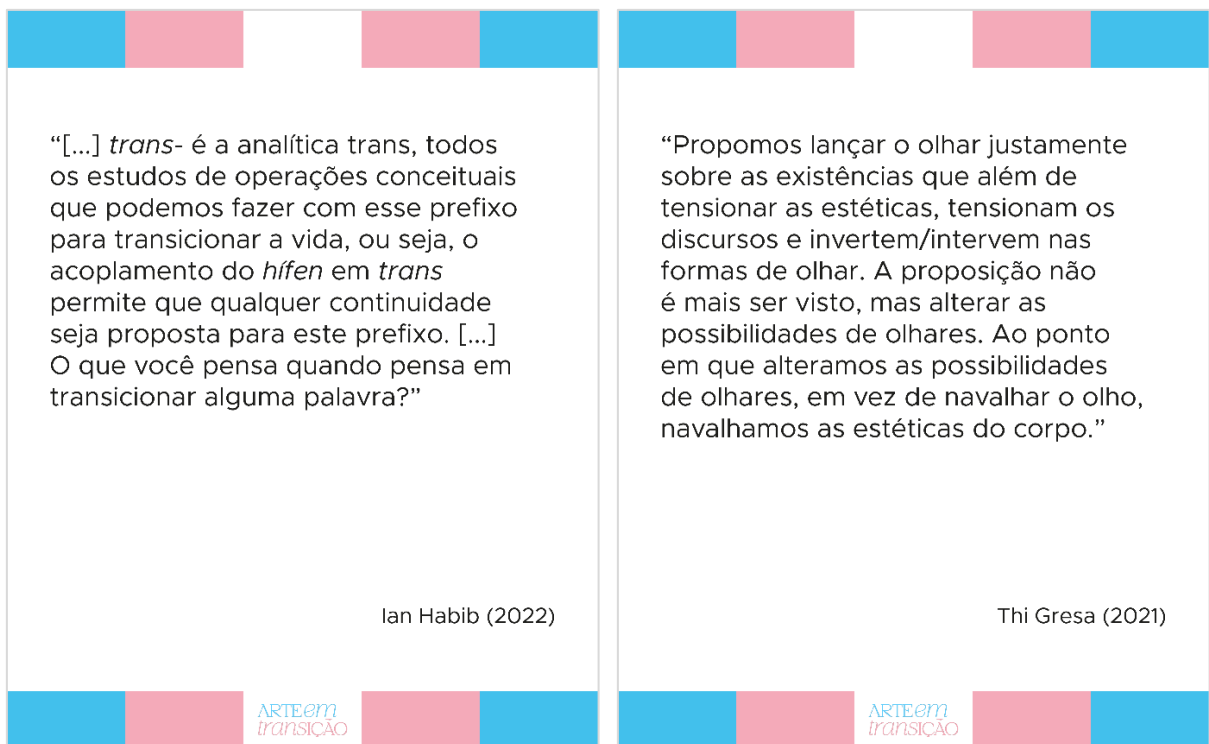 “[...] trans- é a analítica trans, todos
os estudos de operações conceituais
que podemos fazer com esse prefixo
para transicionar a vida, ou seja, o
acoplamento do hífen em trans
permite que qualquer continuidade
seja proposta para este prefixo. [...]
O que você pensa quando pensa em
transicionar alguma palavra?”
Ian Habib (2022)
ARTE em
transIÇÃO
“Propomos lançar o olhar justamente
sobre as existências que além de
tensionar as estéticas, tensionam os
discursos e invertem/intervem nas
formas de olhar. A proposição não
é mais ser visto, mas alterar as
possibilidades de olhares. Ao ponto
em que alteramos as possibilidades
de olhares, em vez de navalhar o olho,
navalhamos as estéticas do corpo.”
Thi Gresa (2021)
ARTE em
transIÇÃO